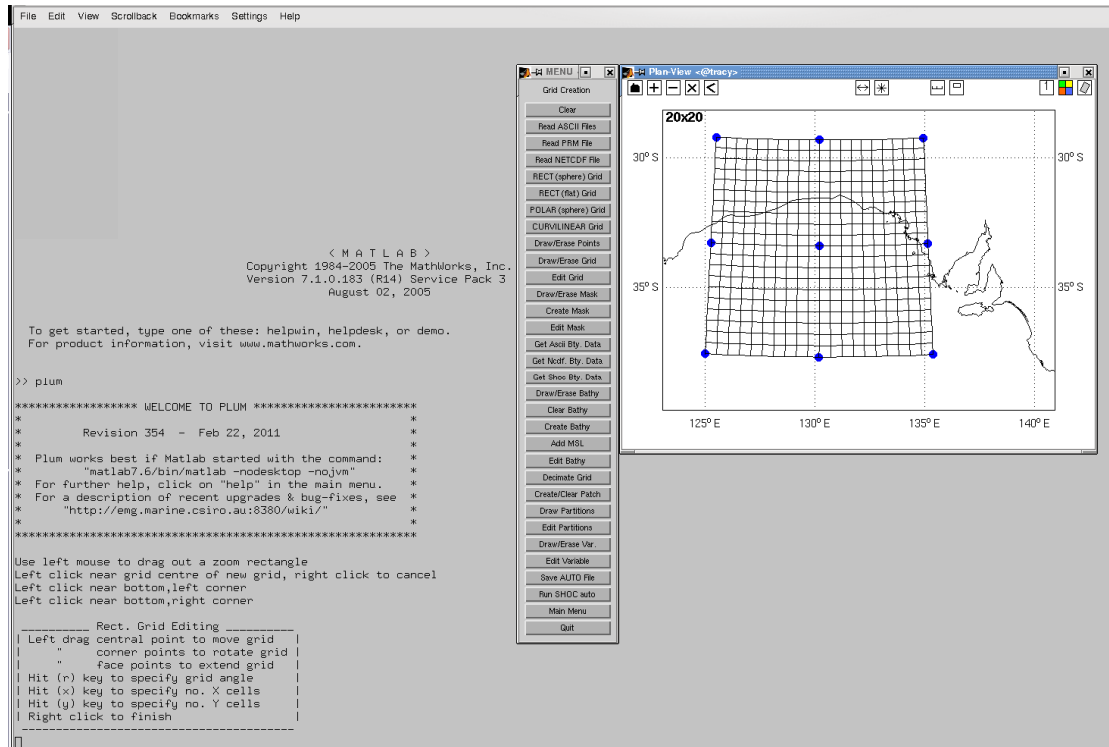 File Edit View Scrollback Bookmarks Settings Help
< M A T L A B >
Copyright 1984-2005 The MathWorks, Inc.
Version 7.1.0.183 (R14) Service Pack 3
August 02, 2005
To get started, type one of these: helpwin, helpdesk, or demo.
For product information, visit www.mathworks.com.
>> plum
****************** WELCOME TO PLUM ************************
* *
* Revision 354 - Feb 22, 2011 *
* *
* Plum works best if Matlab started with the command: *
* "matlab7.6/bin/matlab -nodesktop -nojvm" *
* For further help, click on "help" in the main menu. *
* For a description of recent upgrades & bug-fixes, see *
* "http://emg.marine.csiro.au:8380/wiki/" *
* *
***********************************************************
Use left mouse to drag out a zoom rectangle
Left click near grid centre of new grid, right click to cancel
Left click near bottom,left corner
Left click near bottom,right corner
__________ Rect. Grid Editing __________
| Left drag central point to move grid |
| " corner points to rotate grid |
| " face points to extend grid |
| Hit (r) key to specify grid angle |
| Hit (x) key to specify no. X cells |
| Hit (y) key to specify no. Y cells |
| Right click to finish |
----------------------------------------
MENU
Grid Creation
Clear
Read ASCII Files
Read PRM File
Read NETCDF File
RECT (sphere) Grid
RECT (flat) Grid
POLAR (sphere) Grid
CURVILINEAR Grid
Draw/Erase Points
Draw/Erase Grid
Edit Grid
Draw/Erase Mask
Create Mask
Edit Mask
Get Ascii Bty. Data
Get Ncdf. Bty. Data
Get Shoc Bty. Data
Draw/Erase Bathy
Clear Bathy
Create Bathy
Add MSL
Edit Bathy
Decimate Grid
Create/Clear Patch
Draw Partitions
Edit Partitions
Draw/Erase Var.
Edit Variable
Save AUTO File
Run SHOC auto
Main Menu
Quit
Plan-View <@tracy>
1
20x20
30° S
30° S
35° S
35° S
125° E
130° E
135° E
140° E